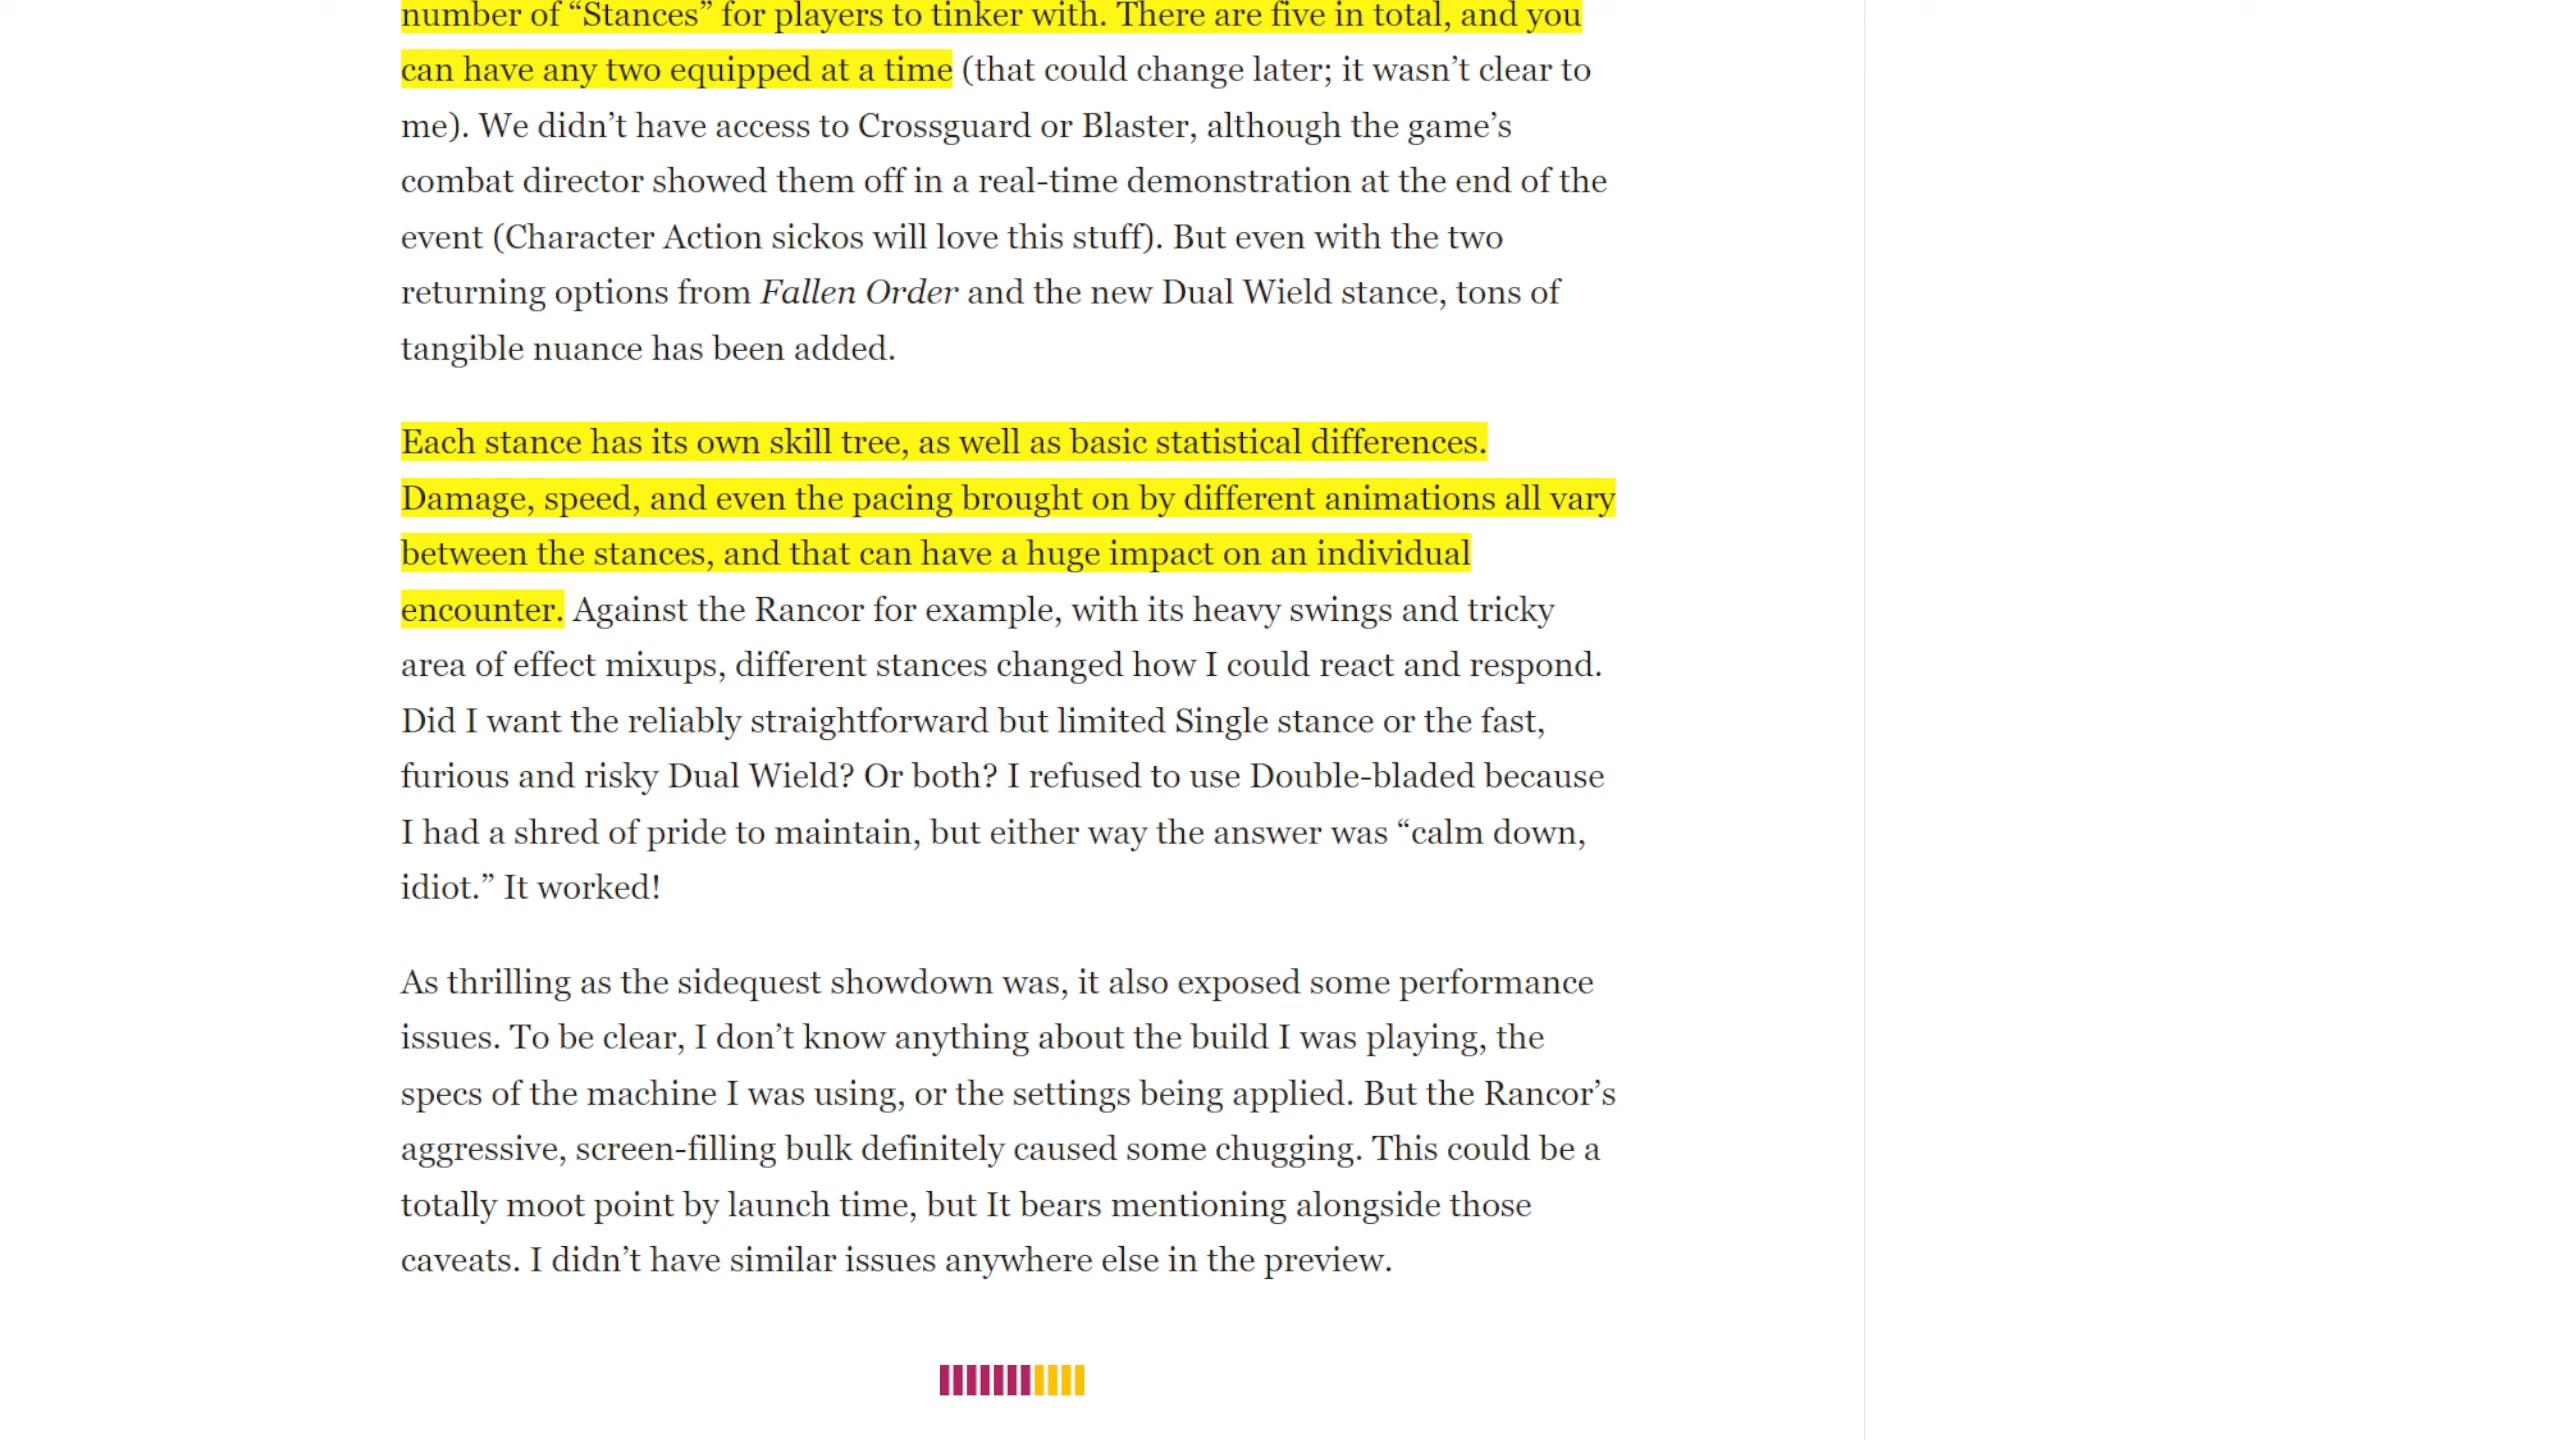 number of “Stances” for players to tinker with. There are five in total, and you
can have any two equipped at a time (that could change later; it wasn’t clear to
me). We didn’t have access to Crossguard or Blaster, although the game’s
combat director showed them off in a real-time demonstration at the end of the
event (Character Action sickos will love this stuff). But even with the two
returning options from Fallen Order and the new Dual Wield stance, tons of
tangible nuance has been added.
Each stance has its own skill tree, as well as basic statistical differences.
Damage, speed, and even the pacing brought on by different animations all vary
between the stances, and that can have a huge impact on an individual
encounter. Against the Rancor for example, with its heavy swings and tricky
area of effect mixups, different stances changed how I could react and respond.
Did I want the reliably straightforward but limited Single stance or the fast,
furious and risky Dual Wield? Or both? I refused to use Double-bladed because
I had a shred of pride to maintain, but either way the answer was “calm down,
idiot.” It worked!
As thrilling as the sidequest showdown was, it also exposed some performance
issues. To be clear, I don’t know anything about the build I was playing, the
specs of the machine I was using, or the settings being applied. But the Rancor’s
aggressive, screen-filling bulk definitely caused some chugging. This could be a
totally moot point by launch time, but It bears mentioning alongside those
caveats. I didn’t have similar issues anywhere else in the preview.